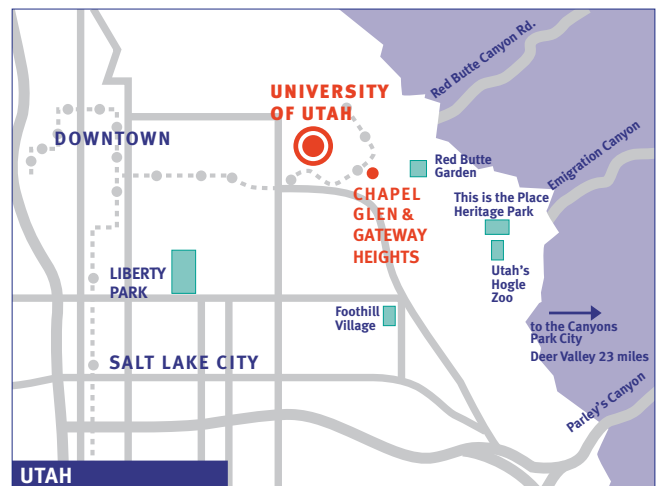 Red Butte Canyon Rd.
UNIVERSITY
OF UTAH
DOWNTOWN
Emigration Canyon
Red Butte
Garden
CHAPEL
GLEN &
GATEWAY
HEIGHTS
This is the Place
Heritage Park
Utah's
Hogle
Zoo
LIBERTY
PARK
Foothill
Village
to the Canyons
Park City
Deer Valley 23 miles
SALT LAKE CITY
Parley's Canyon
UTAH